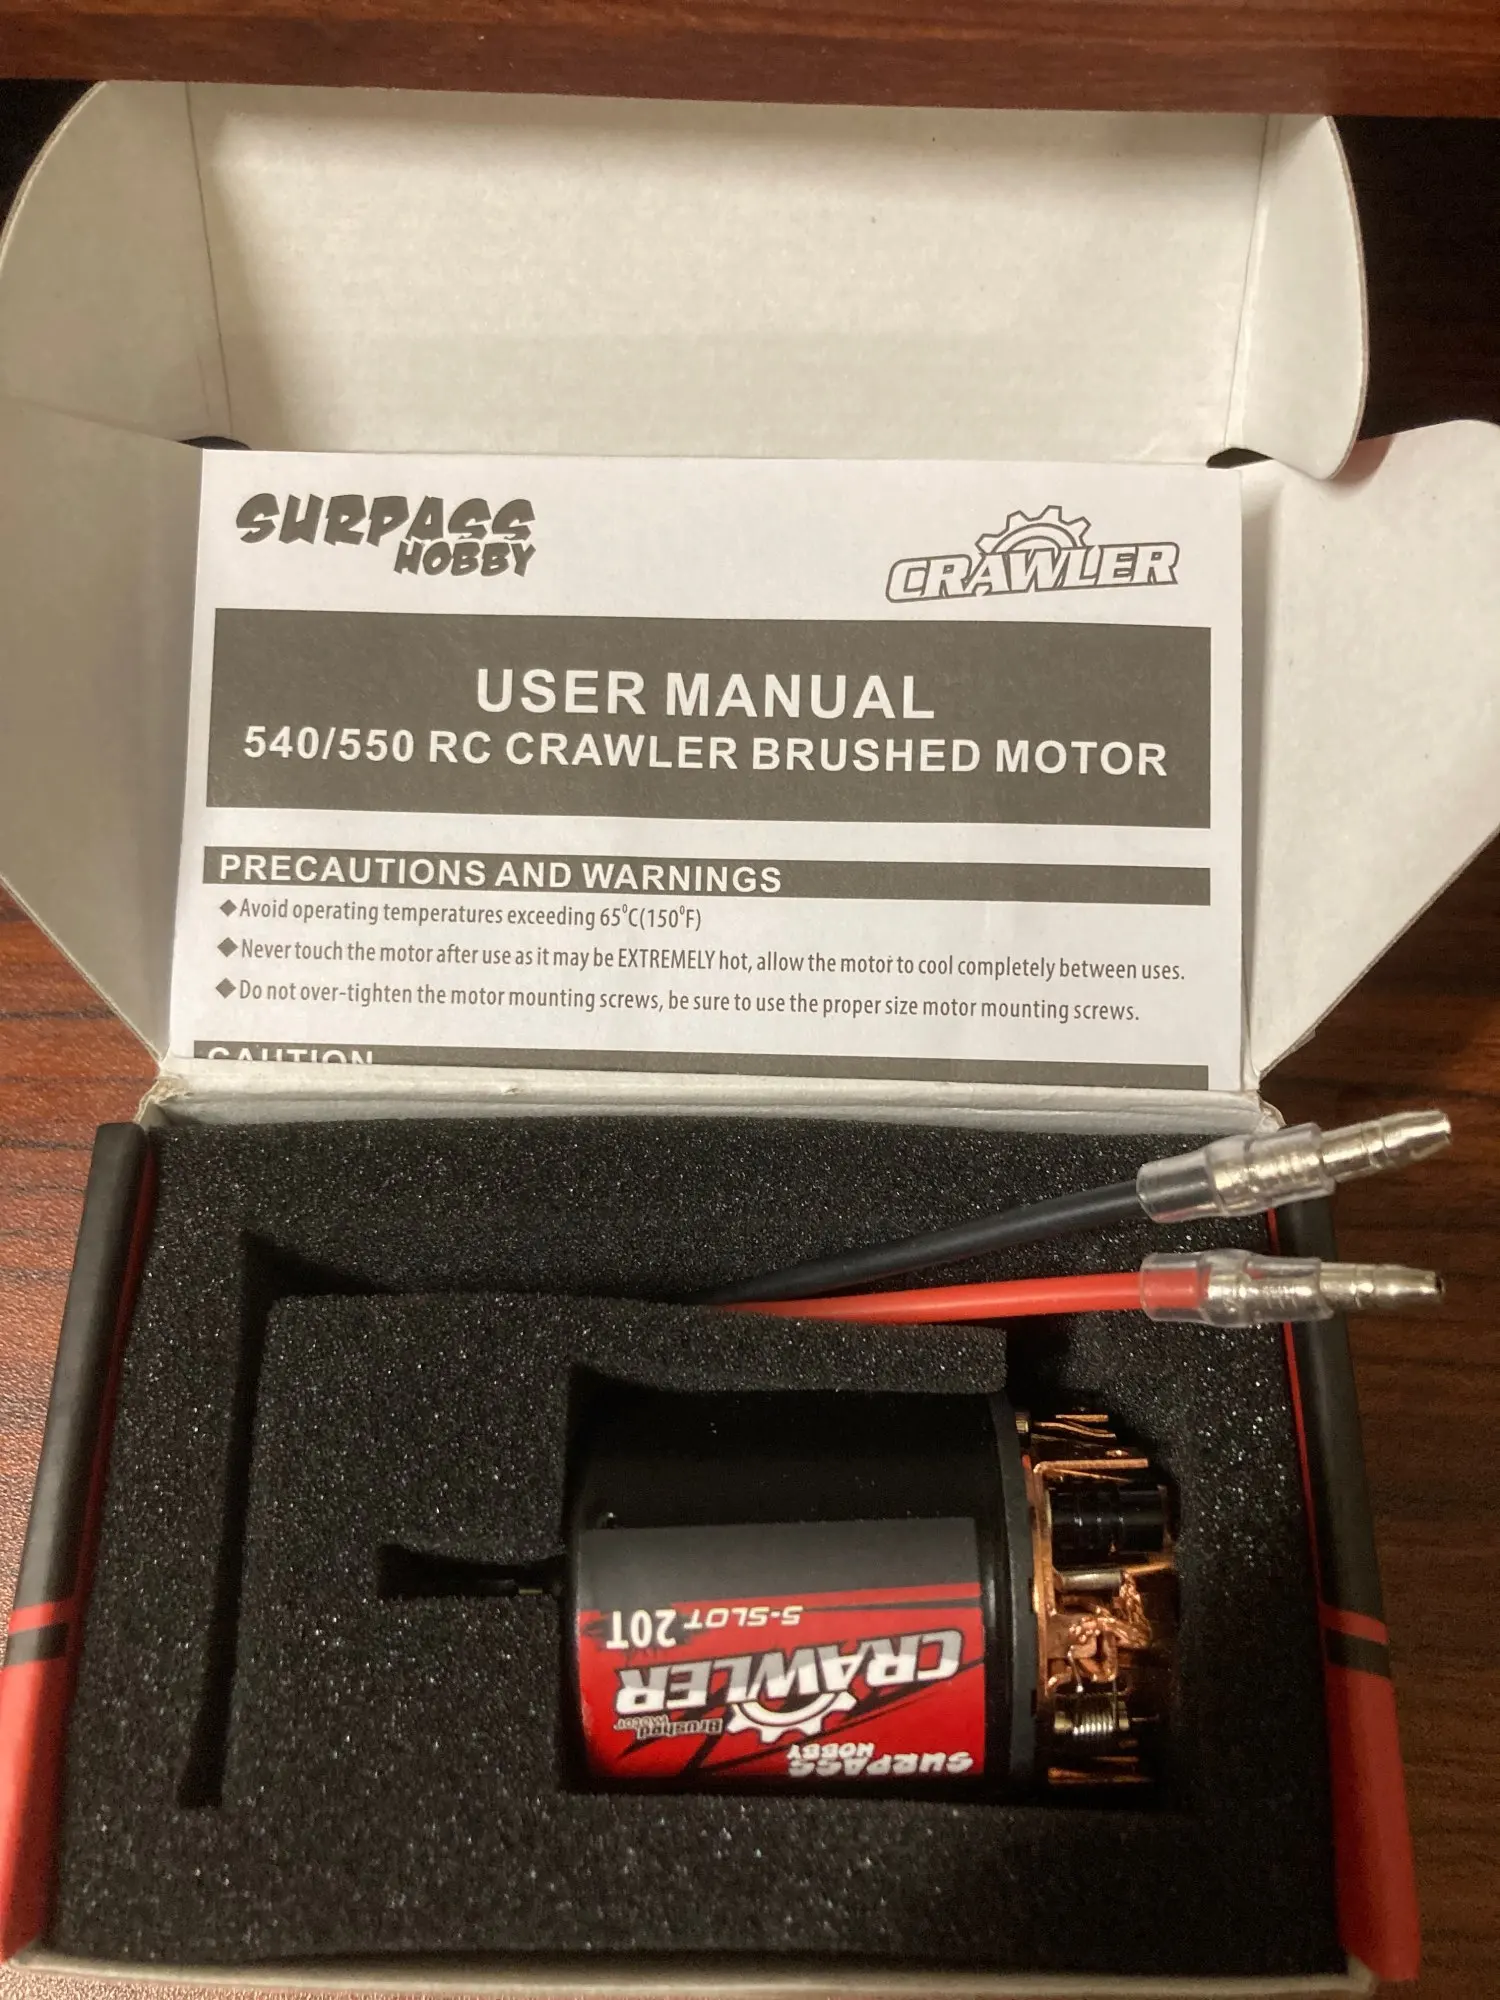 SURPASS
HOBBY
CRAWLER
USER MANUAL
540/550 RC CRAWLER BRUSHED MOTOR
PRECAUTIONS AND WARNINGS
◆Avoid operating temperatures exceeding 65⁰C(150⁰F)
◆Never touch the motor after use as it may be EXTREMELY hot, allow the motor to cool completely between uses.
◆Do not over-tighten the motor mounting screws, be sure to use the proper size motor mounting screws.
CAUTION
SURPASS
HOBBY
Brushed
MOTOR
CRAWLER
5-SLOT 20T